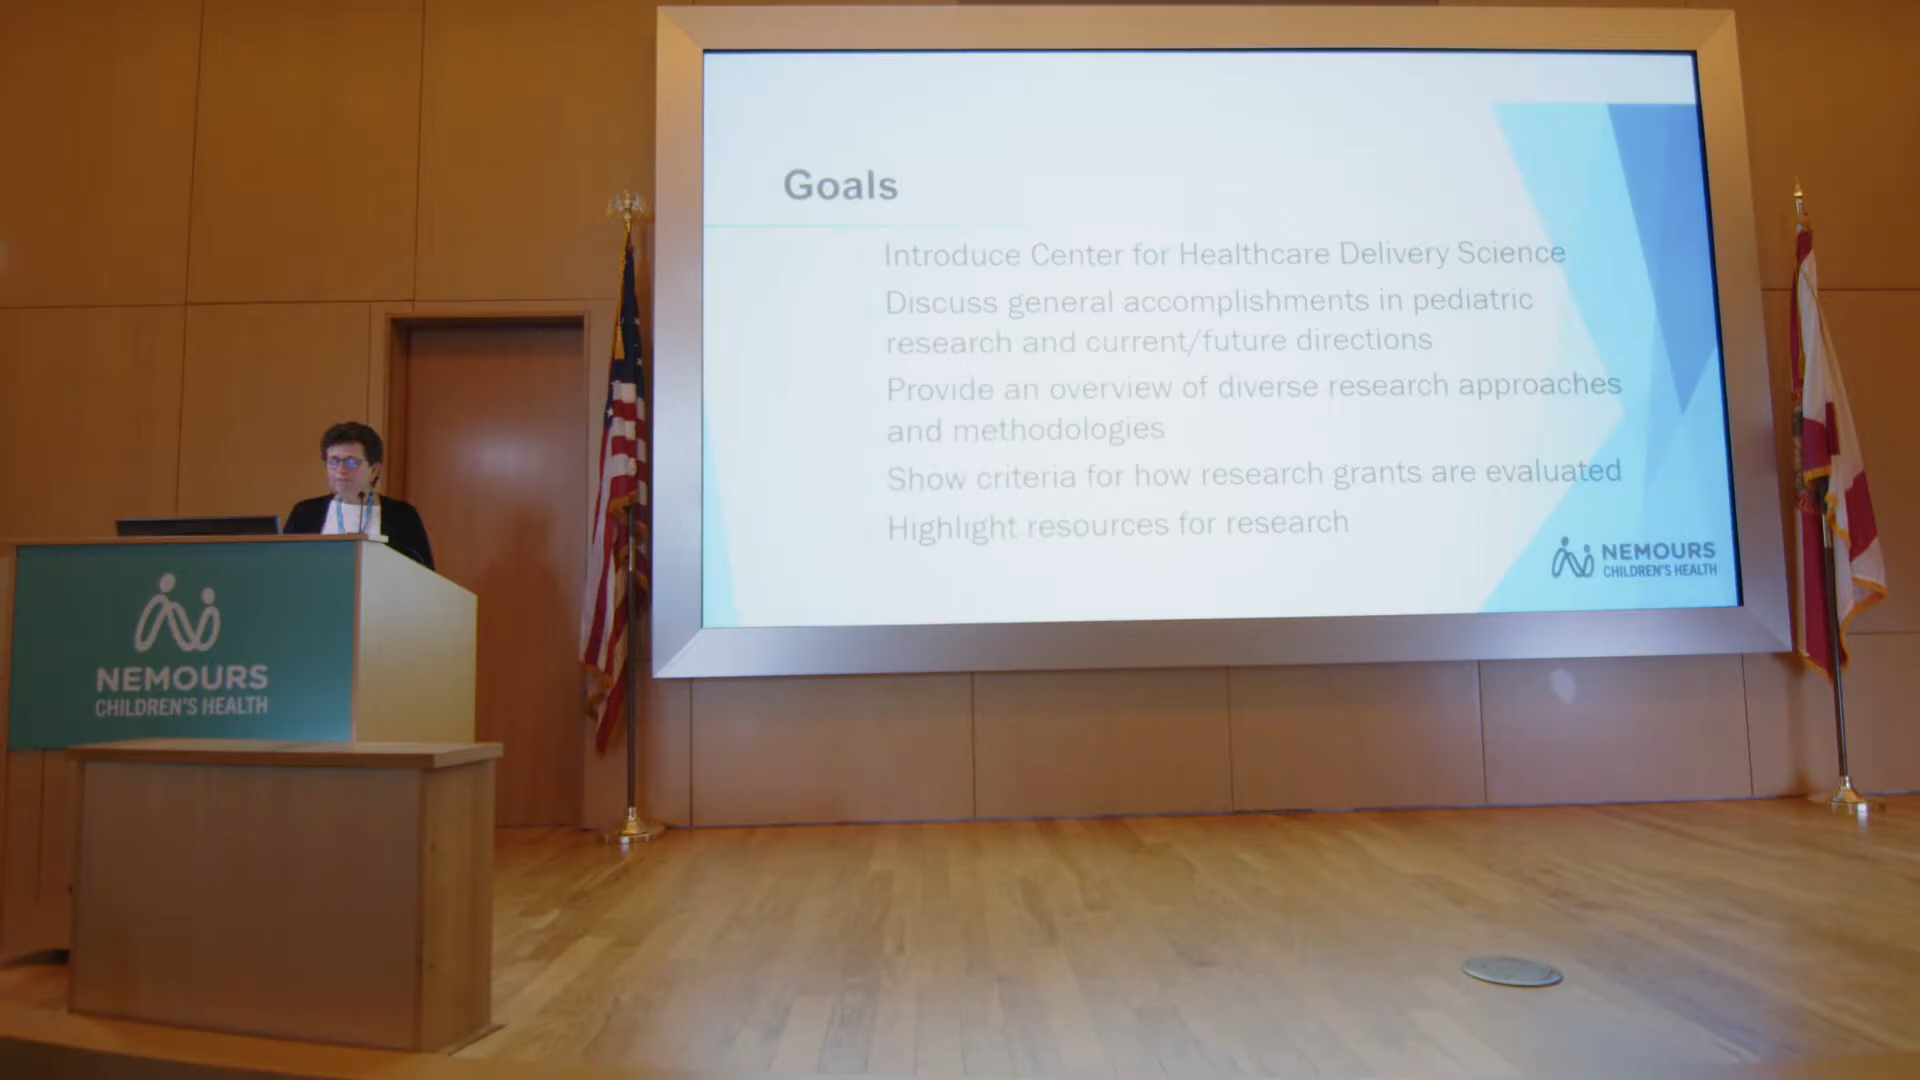 Goals
Introduce Center for Healthcare Delivery Science
Discuss general accomplishments in pediatric
research and current/future directions
Provide an overview of diverse research approaches
and methodologies
Show criteria for how research grants are evaluated
Highlight resources for research
NEMOURS
CHILDREN'S HEALTH
NEMOURS
CHILDREN'S HEALTH